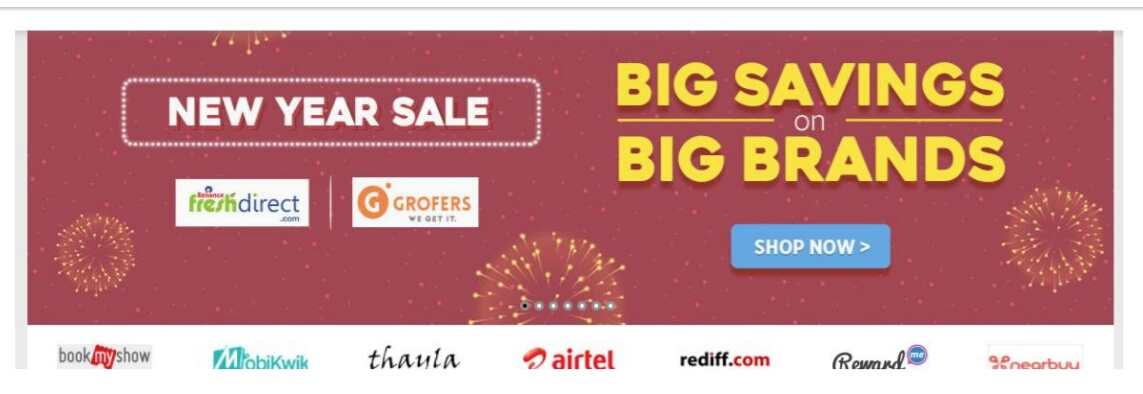 NEW YEAR SALE
Reliance
freshdirect
.com
GROFERS
WE GET IT.
BIG SAVINGS
on
BIG BRANDS
SHOP NOW >
bookmyshow
MobiKwik
thaula
airtel
rediff.com
Reward me
nearbuy